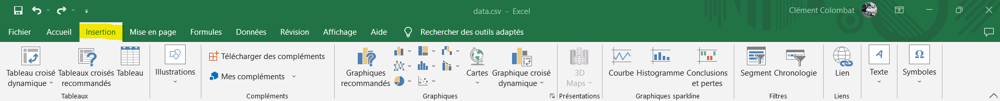 data.csv - Excel
Clément Colombat
Fichier Accueil Insertion Mise en page Formules Données Révision Affichage Aide Rechercher des outils adaptés
Tableau croisé
dynamique
Tableaux croisés
recommandés
Tableau
Tableaux
Illustrations
Télécharger des compléments
Mes compléments
Compléments
Graphiques
recommandés
Cartes
Graphique croisé
dynamique
Graphiques
3D
Maps
Présentations
Courbe
Histogramme
Conclusions
et pertes
Graphiques sparkline
Segment
Chronologie
Filtres
Lien
Liens
A
Texte
Ω
Symboles